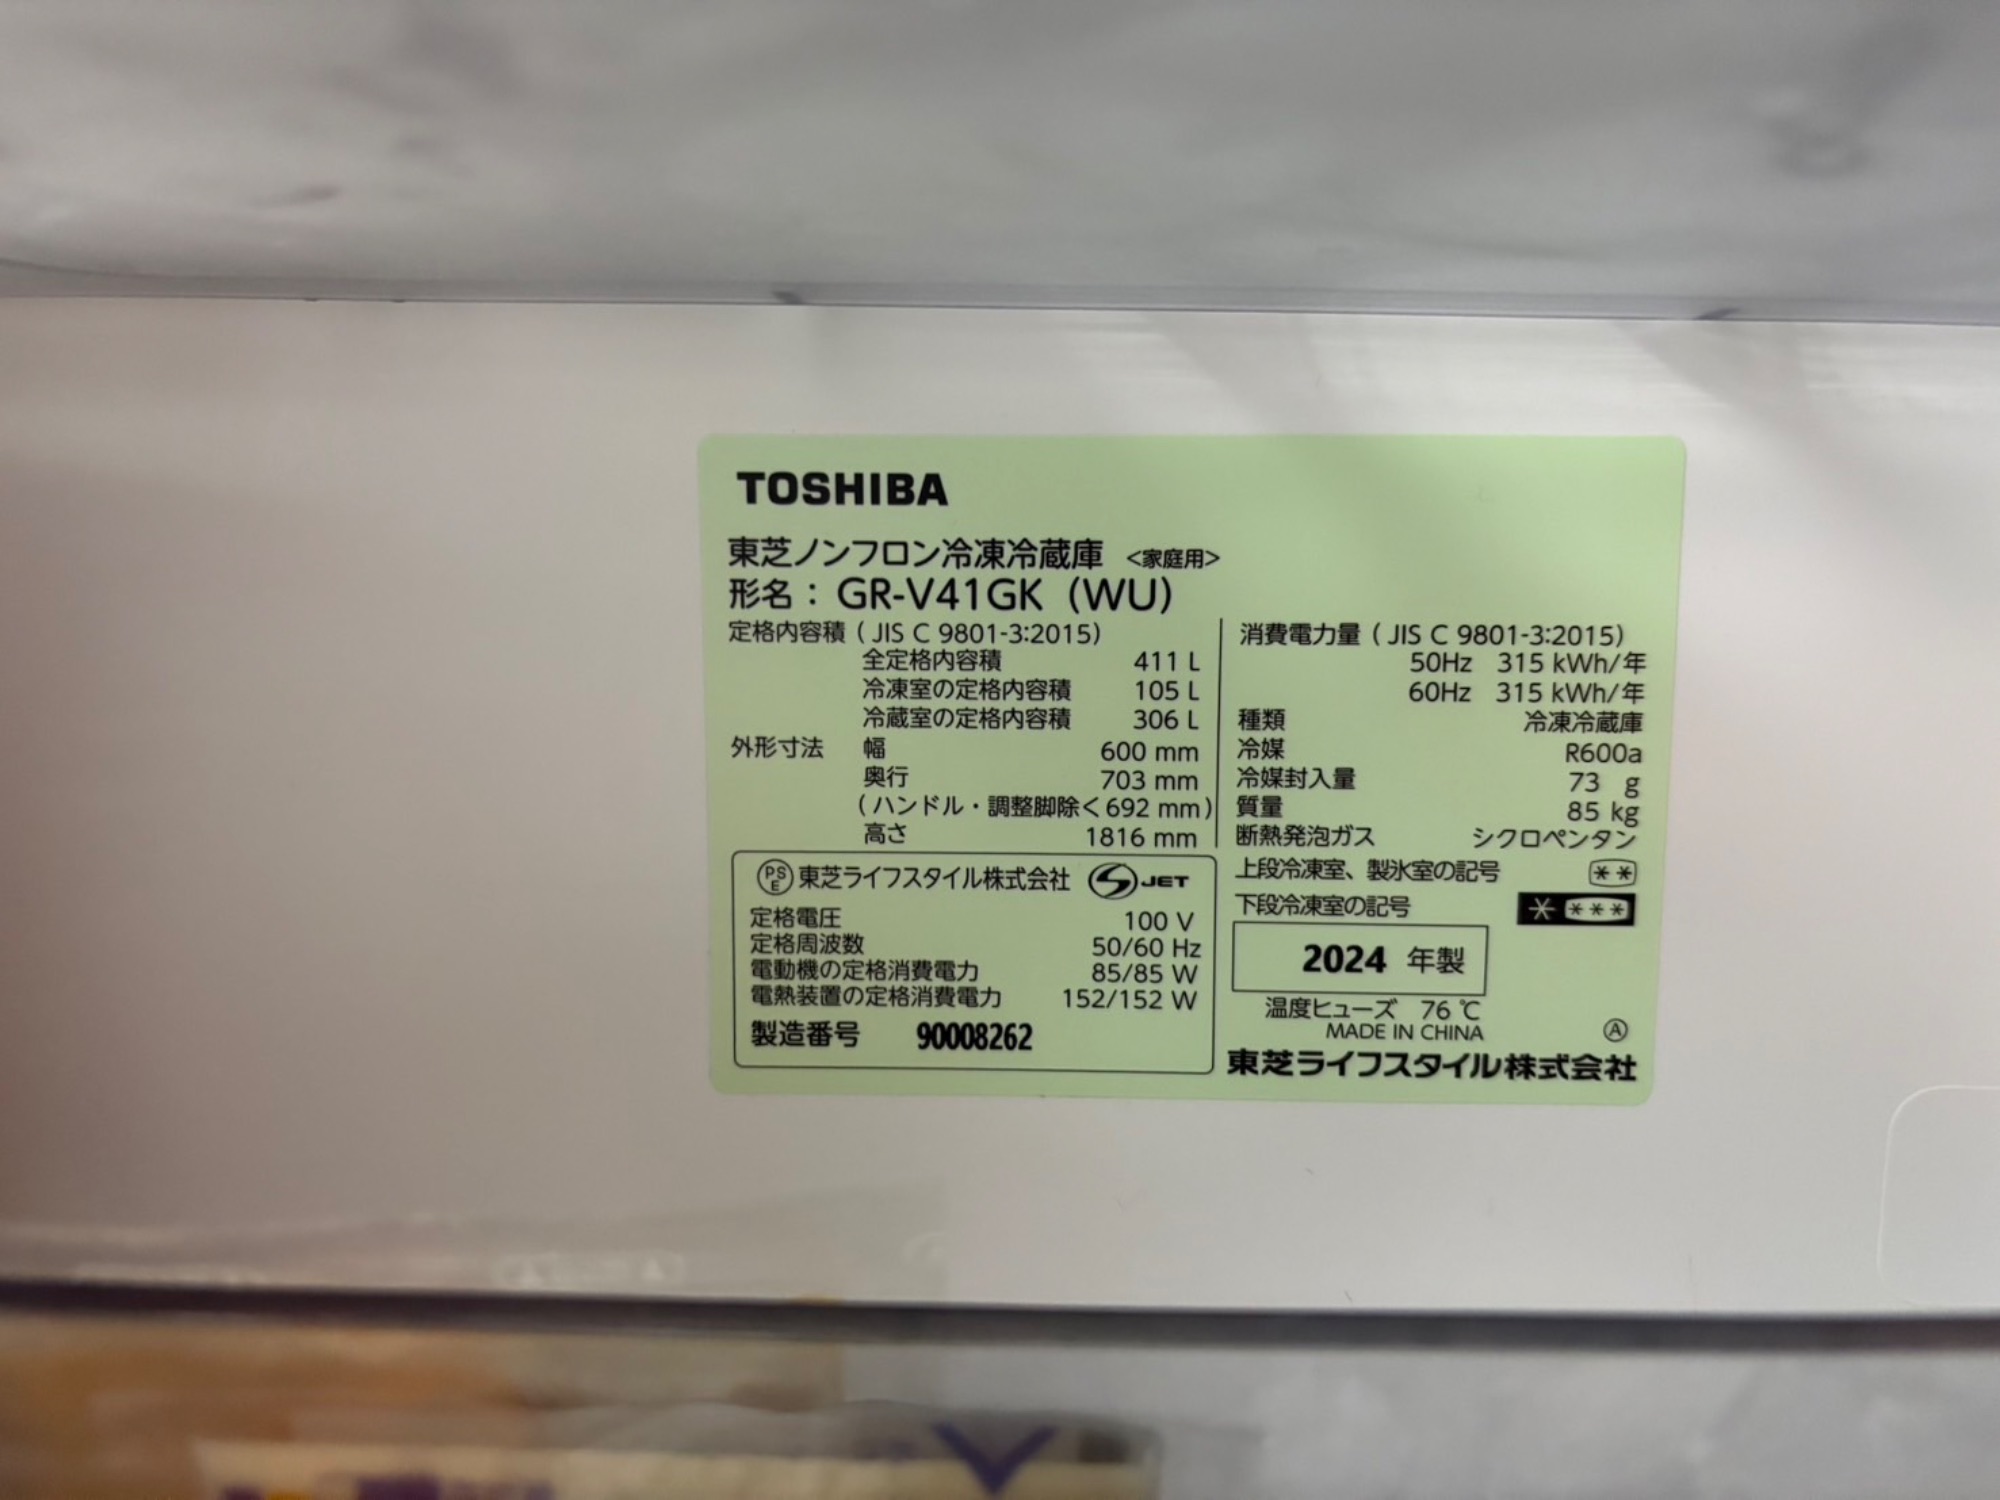 TOSHIBA
東芝ノンフロン冷凍冷蔵庫 <家庭用>
形名： GR-V41GK (WU)
定格内容積 ( JIS C 9801-3:2015)
全定格内容積 411 L
冷凍室の定格内容積 105 L
冷蔵室の定格内容積 306 L
外形寸法 幅 600 mm
奥行 703 mm
(ハンドル・調整脚除く692 mm)
高さ 1816 mm
PS E 東芝ライフスタイル株式会社 S JET
定格電圧 100 V
定格周波数 50/60 Hz
電動機の定格消費電力 85/85 W
電熱装置の定格消費電力 152/152 W
製造番号 90008262
消費電力量 ( JIS C 9801-3:2015)
50Hz 315 kWh/年
60Hz 315 kWh/年
種類 冷凍冷蔵庫
冷媒 R600a
冷媒封入量 73 g
質量 85 kg
断熱発泡ガス シクロペンタン
上段冷凍室、製氷室の記号 **
下段冷凍室の記号 * ***
2024 年製
温度ヒューズ 76 ℃
MADE IN CHINA Ⓐ
東芝ライフスタイル株式会社